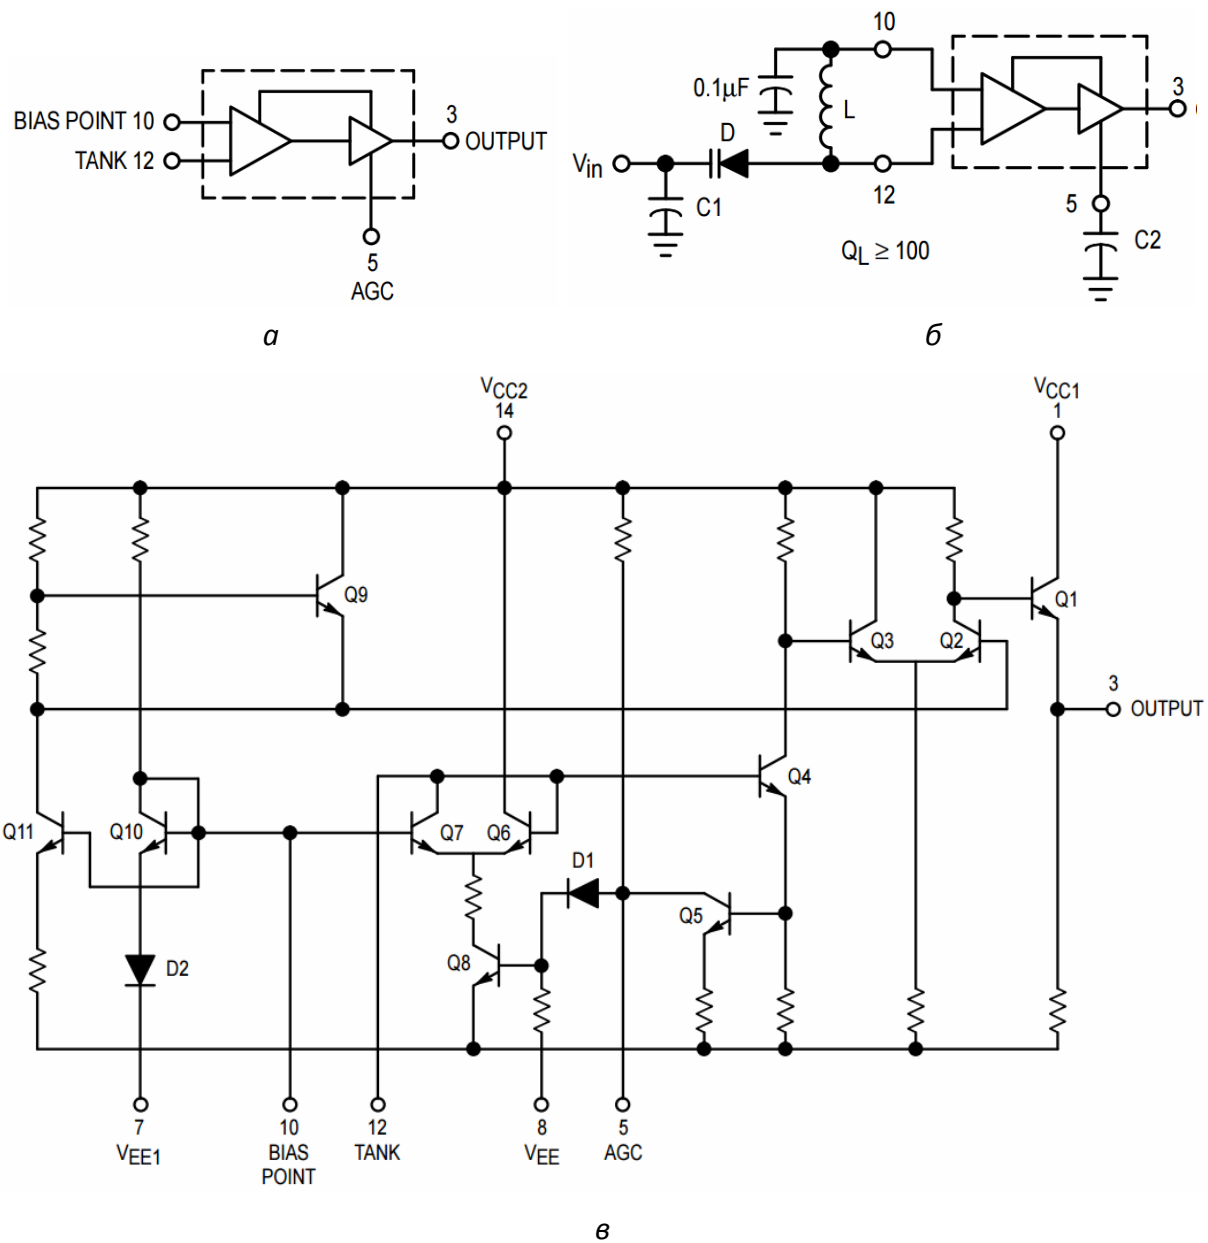 BIAS POINT 10
TANK 12
3
OUTPUT
5
AGC
а
10
0.1µF
L
D
Vin
C1
12
3
5
C2
QL ≥ 100
б
VCC2
14
VCC1
1
Q9
Q3
Q2
Q1
3
OUTPUT
Q4
Q11
Q10
Q7
Q6
D1
Q5
Q8
D2
7
VEE1
10
BIAS
POINT
12
TANK
8
VEE
5
AGC
в